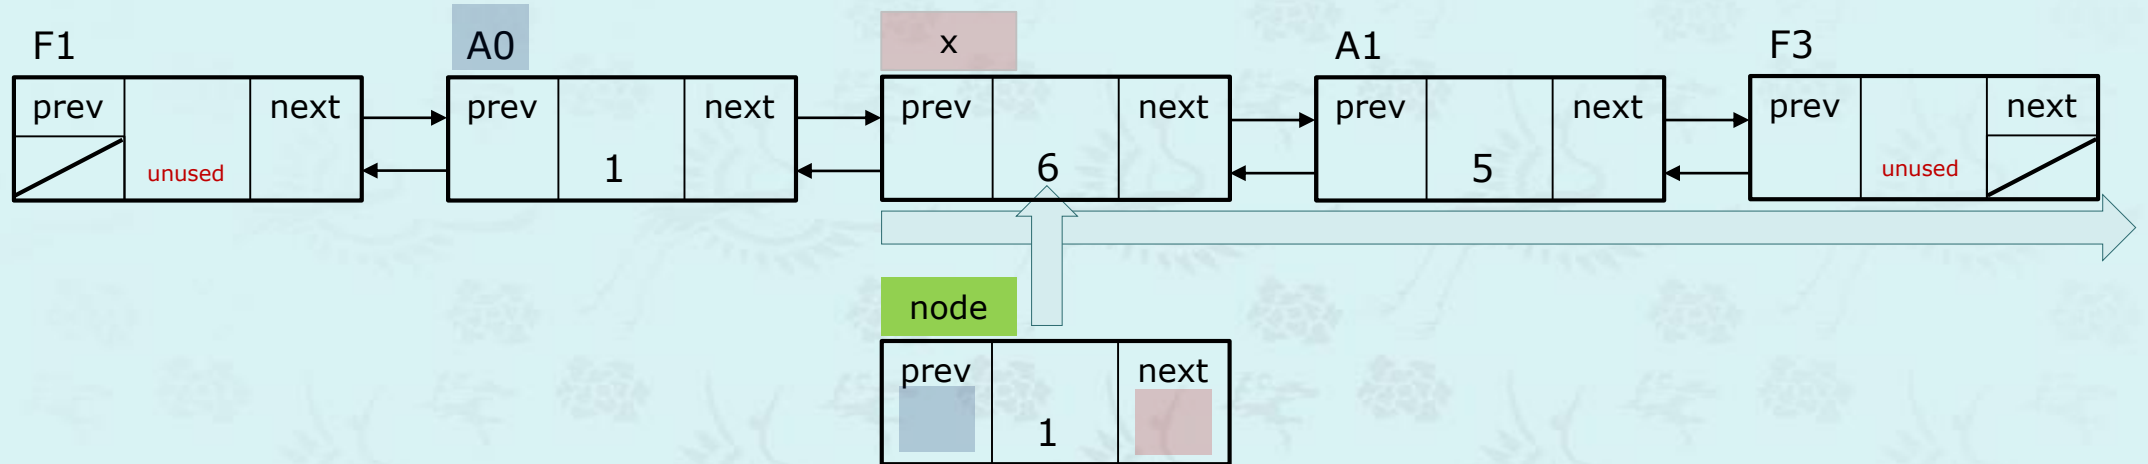 F1
A0
x
A1
F3
prev next
prev next
prev next
prev next
prev next
unused
1
6
5
unused
node
prev next
1